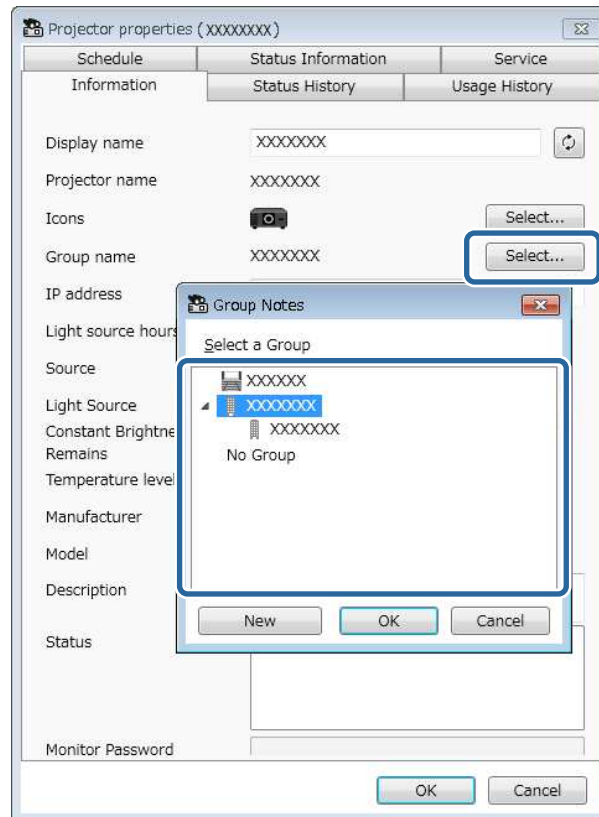 Projector properties (XXXXXXXX)
Schedule Status Information Service
Information Status History Usage History
Display name XXXXXXX
Projector name XXXXXXX
Icons Select...
Group name XXXXXXX Select...
IP address
Light source hours
Source
Light Source
Constant Brightne
Remains
Temperature level
Manufacturer
Model
Description
Status
Monitor Password
Group Notes
Select a Group
XXXXXX
XXXXXXX
XXXXXXX
No Group
New OK Cancel
OK Cancel